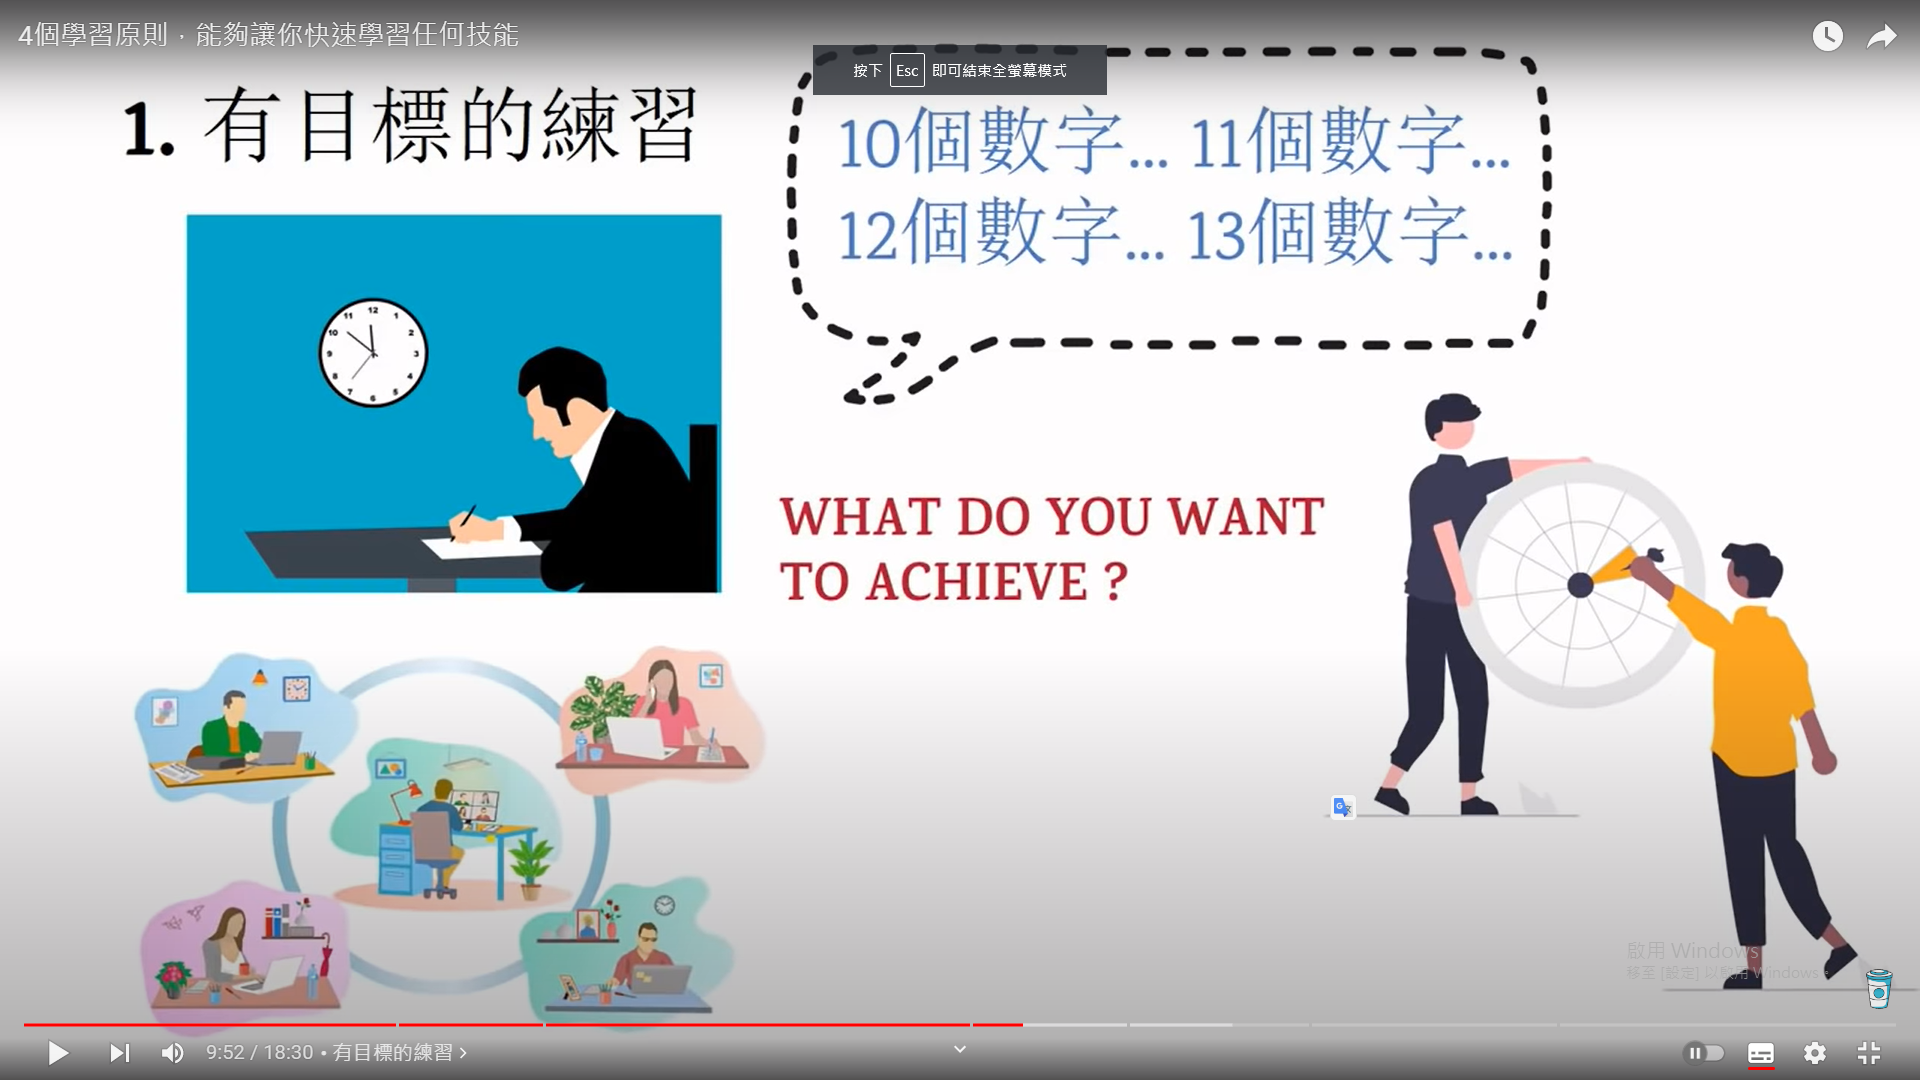 4個學習原則，能夠讓你快速學習任何技能
按下 Esc 即可結束全螢幕模式
1. 有目標的練習
10個數字... 11個數字...
12個數字... 13個數字...
WHAT DO YOU WANT
TO ACHIEVE ?
啟用 Windows
移至 [設定] 以啟用 Windows。
9:52 / 18:30 • 有目標的練習